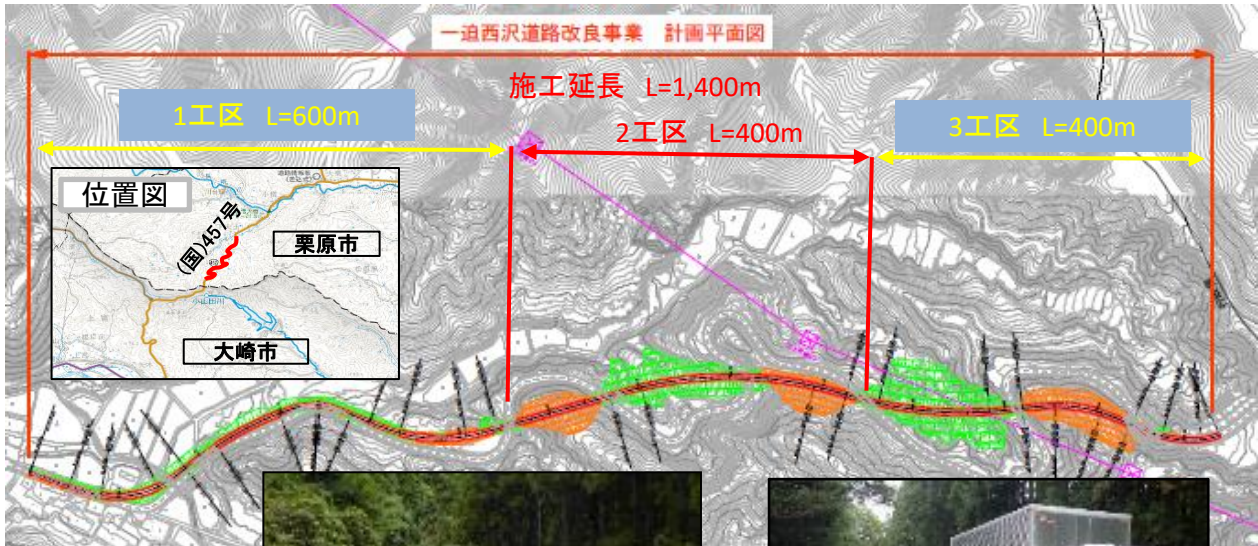 一迫西沢道路改良事業　計画平面図
施工延長　L=1,400m
1工区　L=600m
2工区　L=400m
3工区　L=400m
位置図
(国)457号
栗原市
大崎市